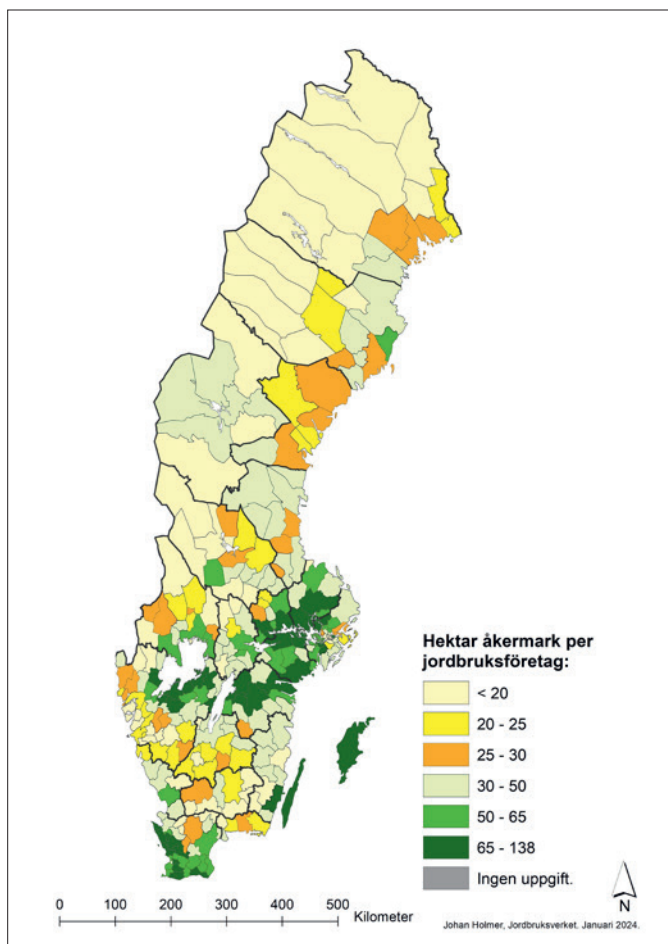 Hektar åkermark per
jordbruksföretag:
< 20
20 - 25
25 - 30
30 - 50
50 - 65
65 - 138
Ingen uppgift.
0 100 200 300 400 500
Kilometer
N
Johan Holmer, Jordbruksverket. Januari 2024.